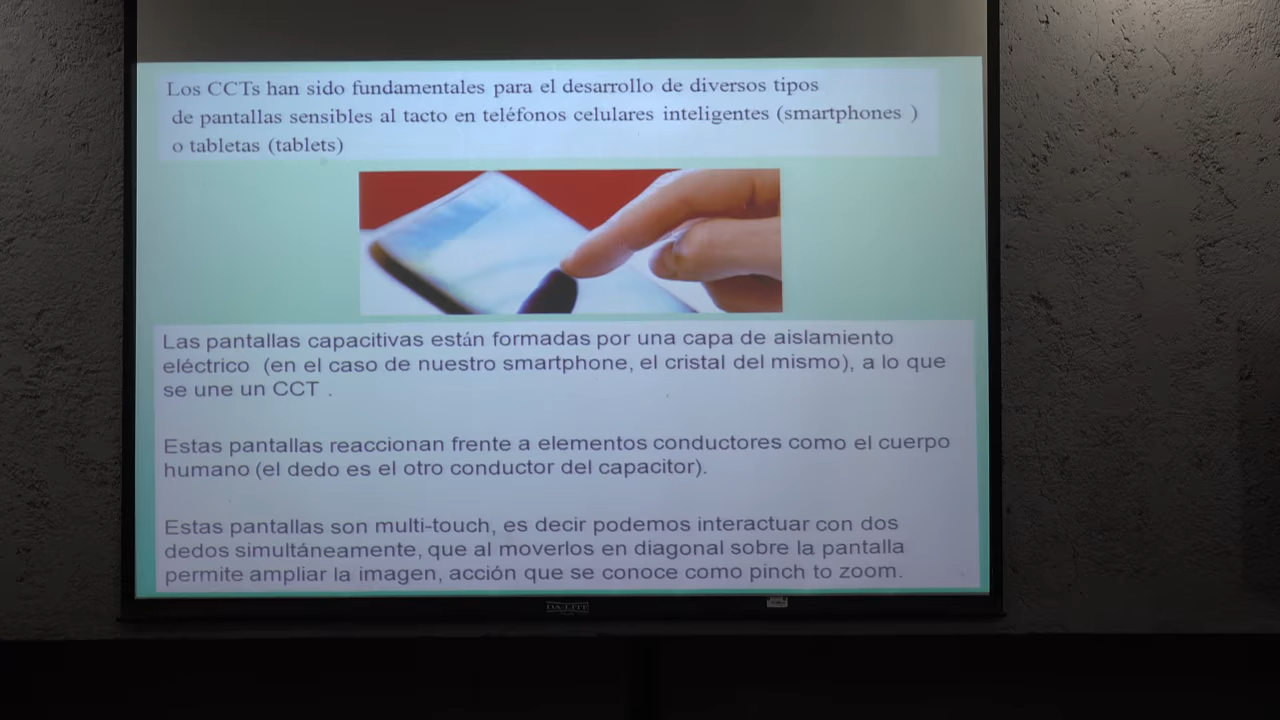 Los CCTs han sido fundamentales para el desarrollo de diversos tipos
de pantallas sensibles al tacto en teléfonos celulares inteligentes (smartphones )
o tabletas (tablets)
Las pantallas capacitivas están formadas por una capa de aislamiento
eléctrico (en el caso de nuestro smartphone, el cristal del mismo), a lo que
se une un CCT .
Estas pantallas reaccionan frente a elementos conductores como el cuerpo
humano (el dedo es el otro conductor del capacitor).
Estas pantallas son multi-touch, es decir podemos interactuar con dos
dedos simultáneamente, que al moverlos en diagonal sobre la pantalla
permite ampliar la imagen, acción que se conoce como pinch to zoom.
DA-LITE